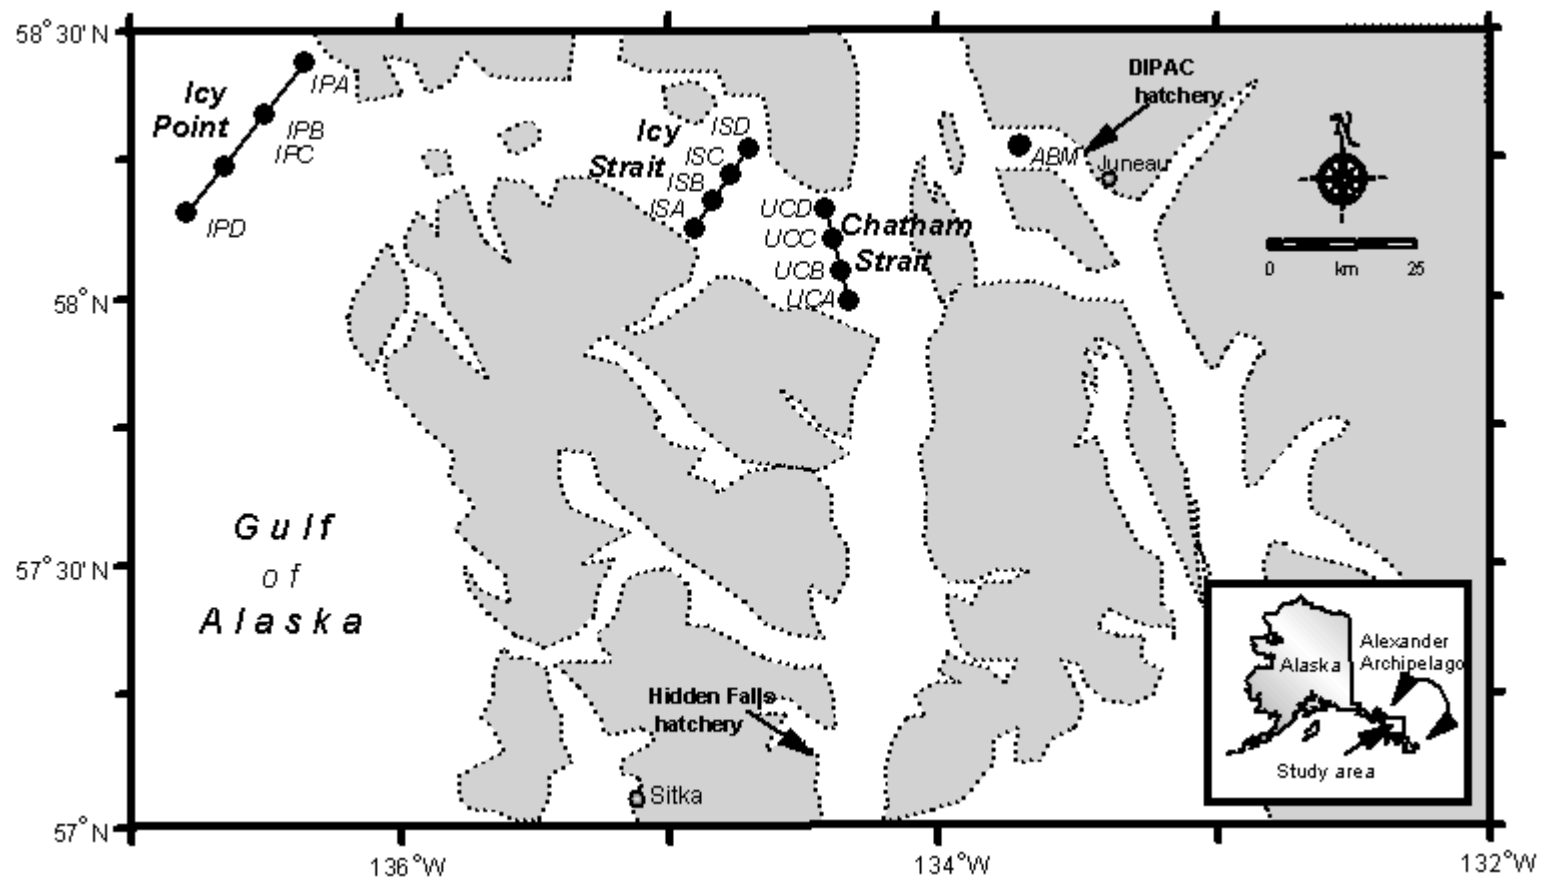 58°30'N
DIPAC
hatchery
IPA
Icy
Point
IPB
IPC
IPD
Icy
Strait
ISD
ISC
ISB
ISA
ABM
Juneau
UCD
UCC
UCB
UCA
Chatham
Strait
N
0 km 25
58°N
Gulf
of
Alaska
57°30'N
Alexander
Archipelago
Alaska
Study area
Hidden Falls
hatchery
Sitka
57°N
136°W
134°W
132°W